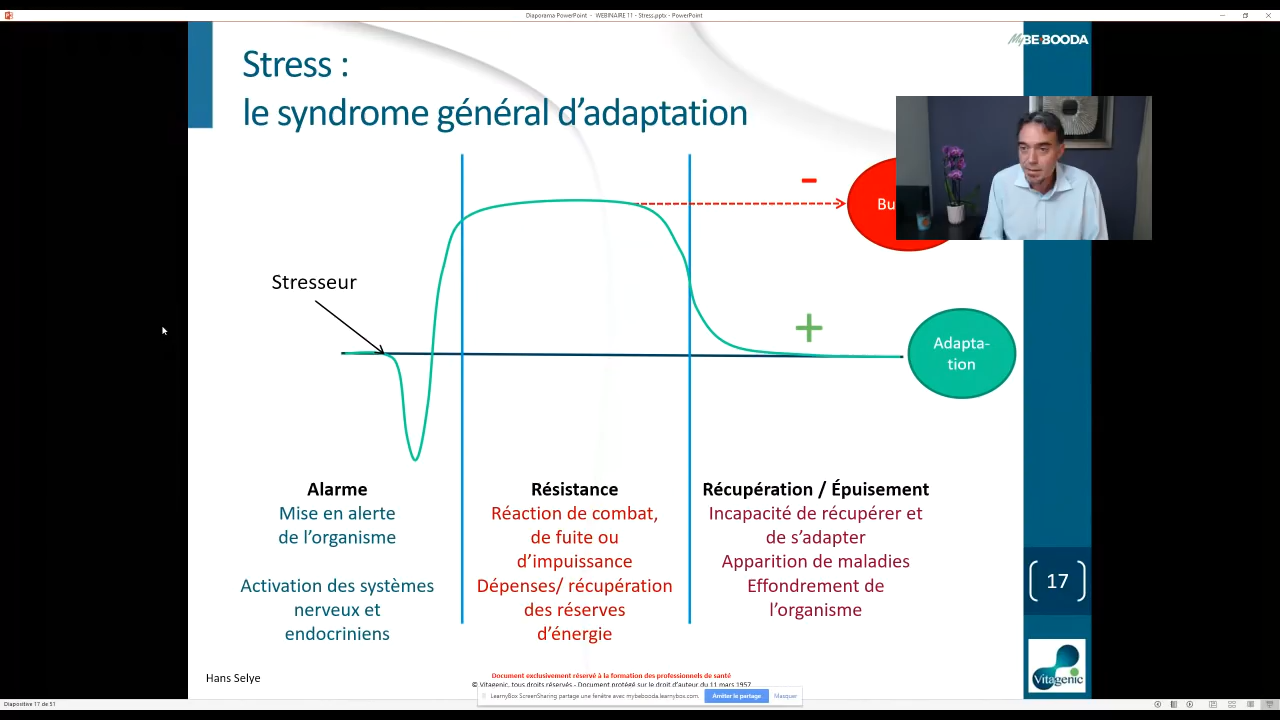 Diaporama PowerPoint - WEBINAIRE 11 - Stress.pptx - PowerPoint
MyBE-BOODA
Stress :
le syndrome général d'adaptation
-
Bu
Stresseur
+
Adapta-
tion
Alarme
Mise en alerte
de l'organisme
Activation des systèmes
nerveux et
endocriniens
Résistance
Réaction de combat,
de fuite ou
d'impuissance
Dépenses/ récupération
des réserves
d'énergie
Récupération / Épuisement
Incapacité de récupérer et
de s'adapter
Apparition de maladies
Effondrement de
l'organisme
17
Hans Selye
Document exclusivement réservé à la formation des professionnels de santé
© Vitagenic, tous droits réservés - Document protégé sur le droit d'auteur du 11 mars 1957
Vitagenic
LearnyBox ScreenSharing partage une fenêtre avec mybebooda.learnybox.com.
Arrêter le partage
Masquer
Diapositive 17 de 51